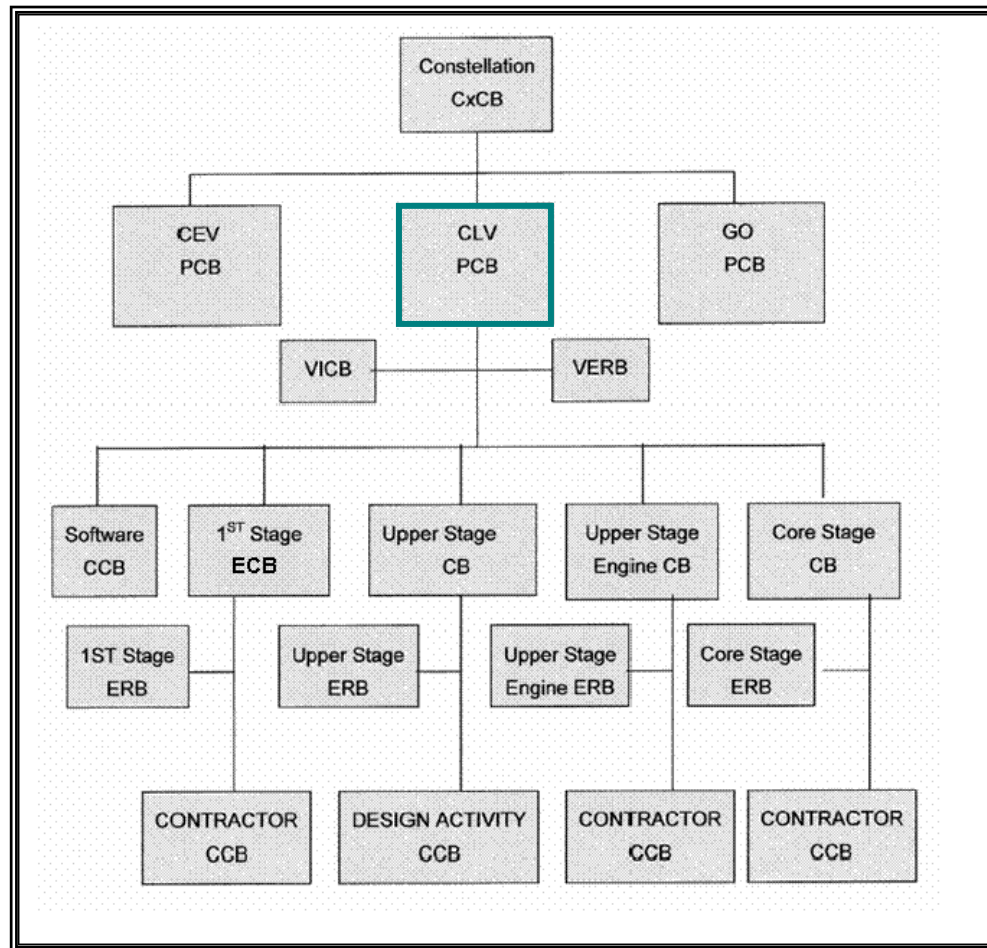 Constellation
CxCB
CEV
PCB
CLV
PCB
GO
PCB
VICB
VERB
Software
CCB
1ST Stage
ECB
Upper Stage
CB
Upper Stage
Engine CB
Core Stage
CB
1ST Stage
ERB
Upper Stage
ERB
Upper Stage
Engine ERB
Core Stage
ERB
CONTRACTOR
CCB
DESIGN ACTIVITY
CCB
CONTRACTOR
CCB
CONTRACTOR
CCB